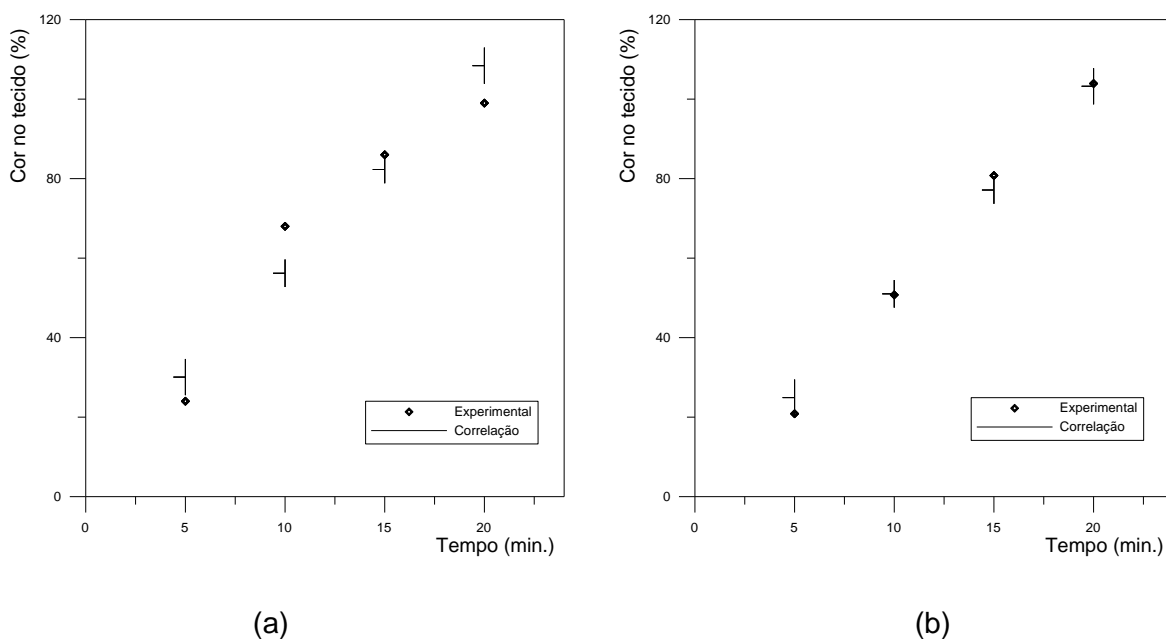 120
Cor no tecido (%)
80
40
0
0 5 10 15 20
Tempo (min.)
Experimental
Correlação
(a)
120
Cor no tecido (%)
80
40
0
0 5 10 15 20
Tempo (min.)
Experimental
Correlação
(b)